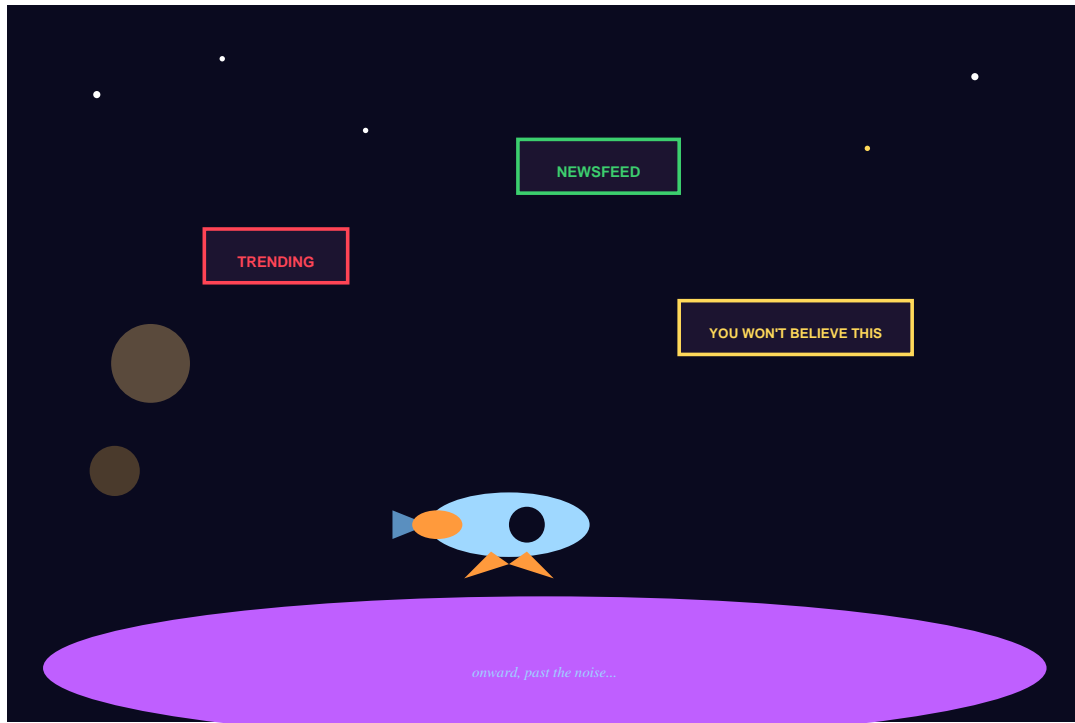 NEWSFEED
TRENDING
YOU WON'T BELIEVE THIS
onward, past the noise...